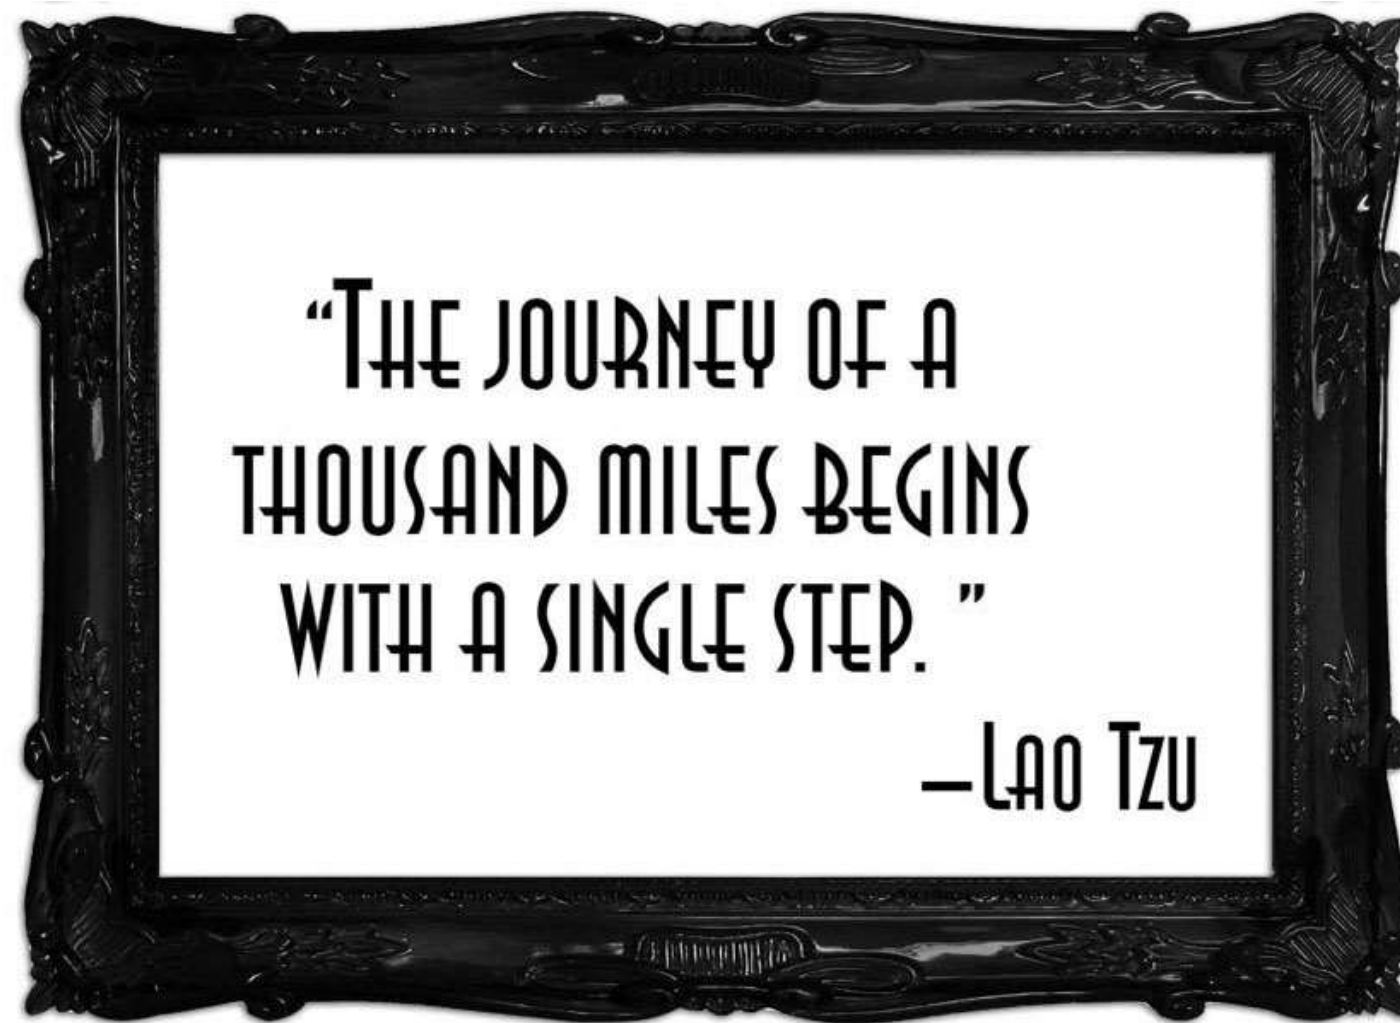 “The journey of a
thousand miles begins
with a single step. ”
–Lao Tzu